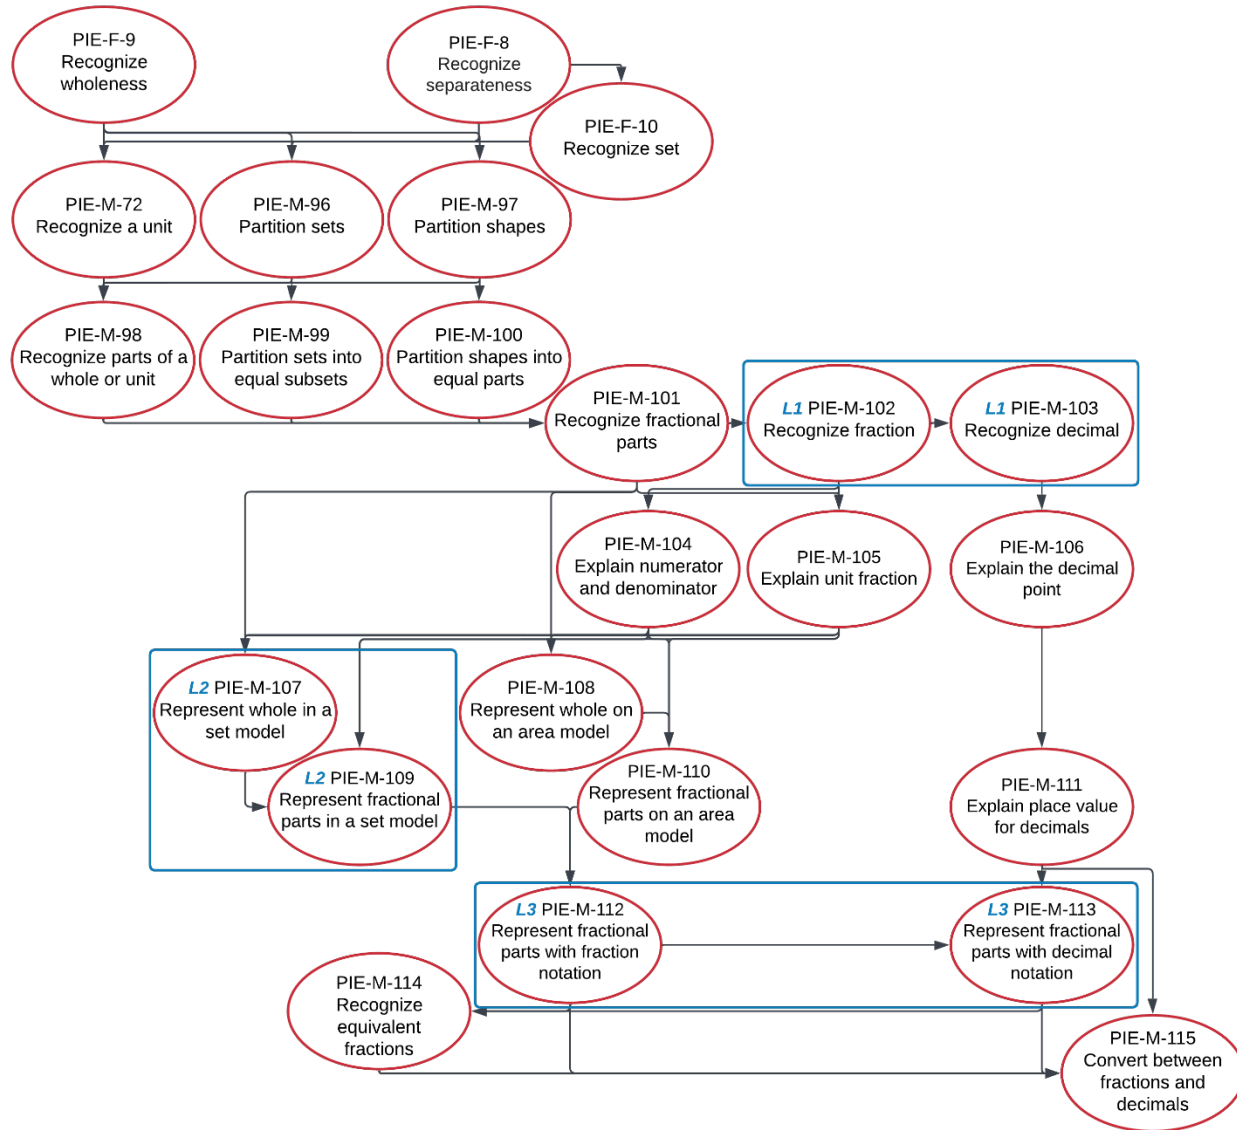 PIE-F-9
Recognize
wholeness
PIE-F-8
Recognize
separateness
PIE-F-10
Recognize set
PIE-M-72
Recognize a unit
PIE-M-96
Partition sets
PIE-M-97
Partition shapes
PIE-M-98
Recognize parts of a
whole or unit
PIE-M-99
Partition sets into
equal subsets
PIE-M-100
Partition shapes into
equal parts
PIE-M-101
Recognize fractional
parts
L1 PIE-M-102
Recognize fraction
L1 PIE-M-103
Recognize decimal
PIE-M-104
Explain numerator
and denominator
PIE-M-105
Explain unit fraction
PIE-M-106
Explain the decimal
point
L2 PIE-M-107
Represent whole in a
set model
PIE-M-108
Represent whole on
an area model
L2 PIE-M-109
Represent fractional
parts in a set model
PIE-M-110
Represent fractional
parts on an area
model
PIE-M-111
Explain place value
for decimals
L3 PIE-M-112
Represent fractional
parts with fraction
notation
L3 PIE-M-113
Represent fractional
parts with decimal
notation
PIE-M-114
Recognize
equivalent
fractions
PIE-M-115
Convert between
fractions and
decimals